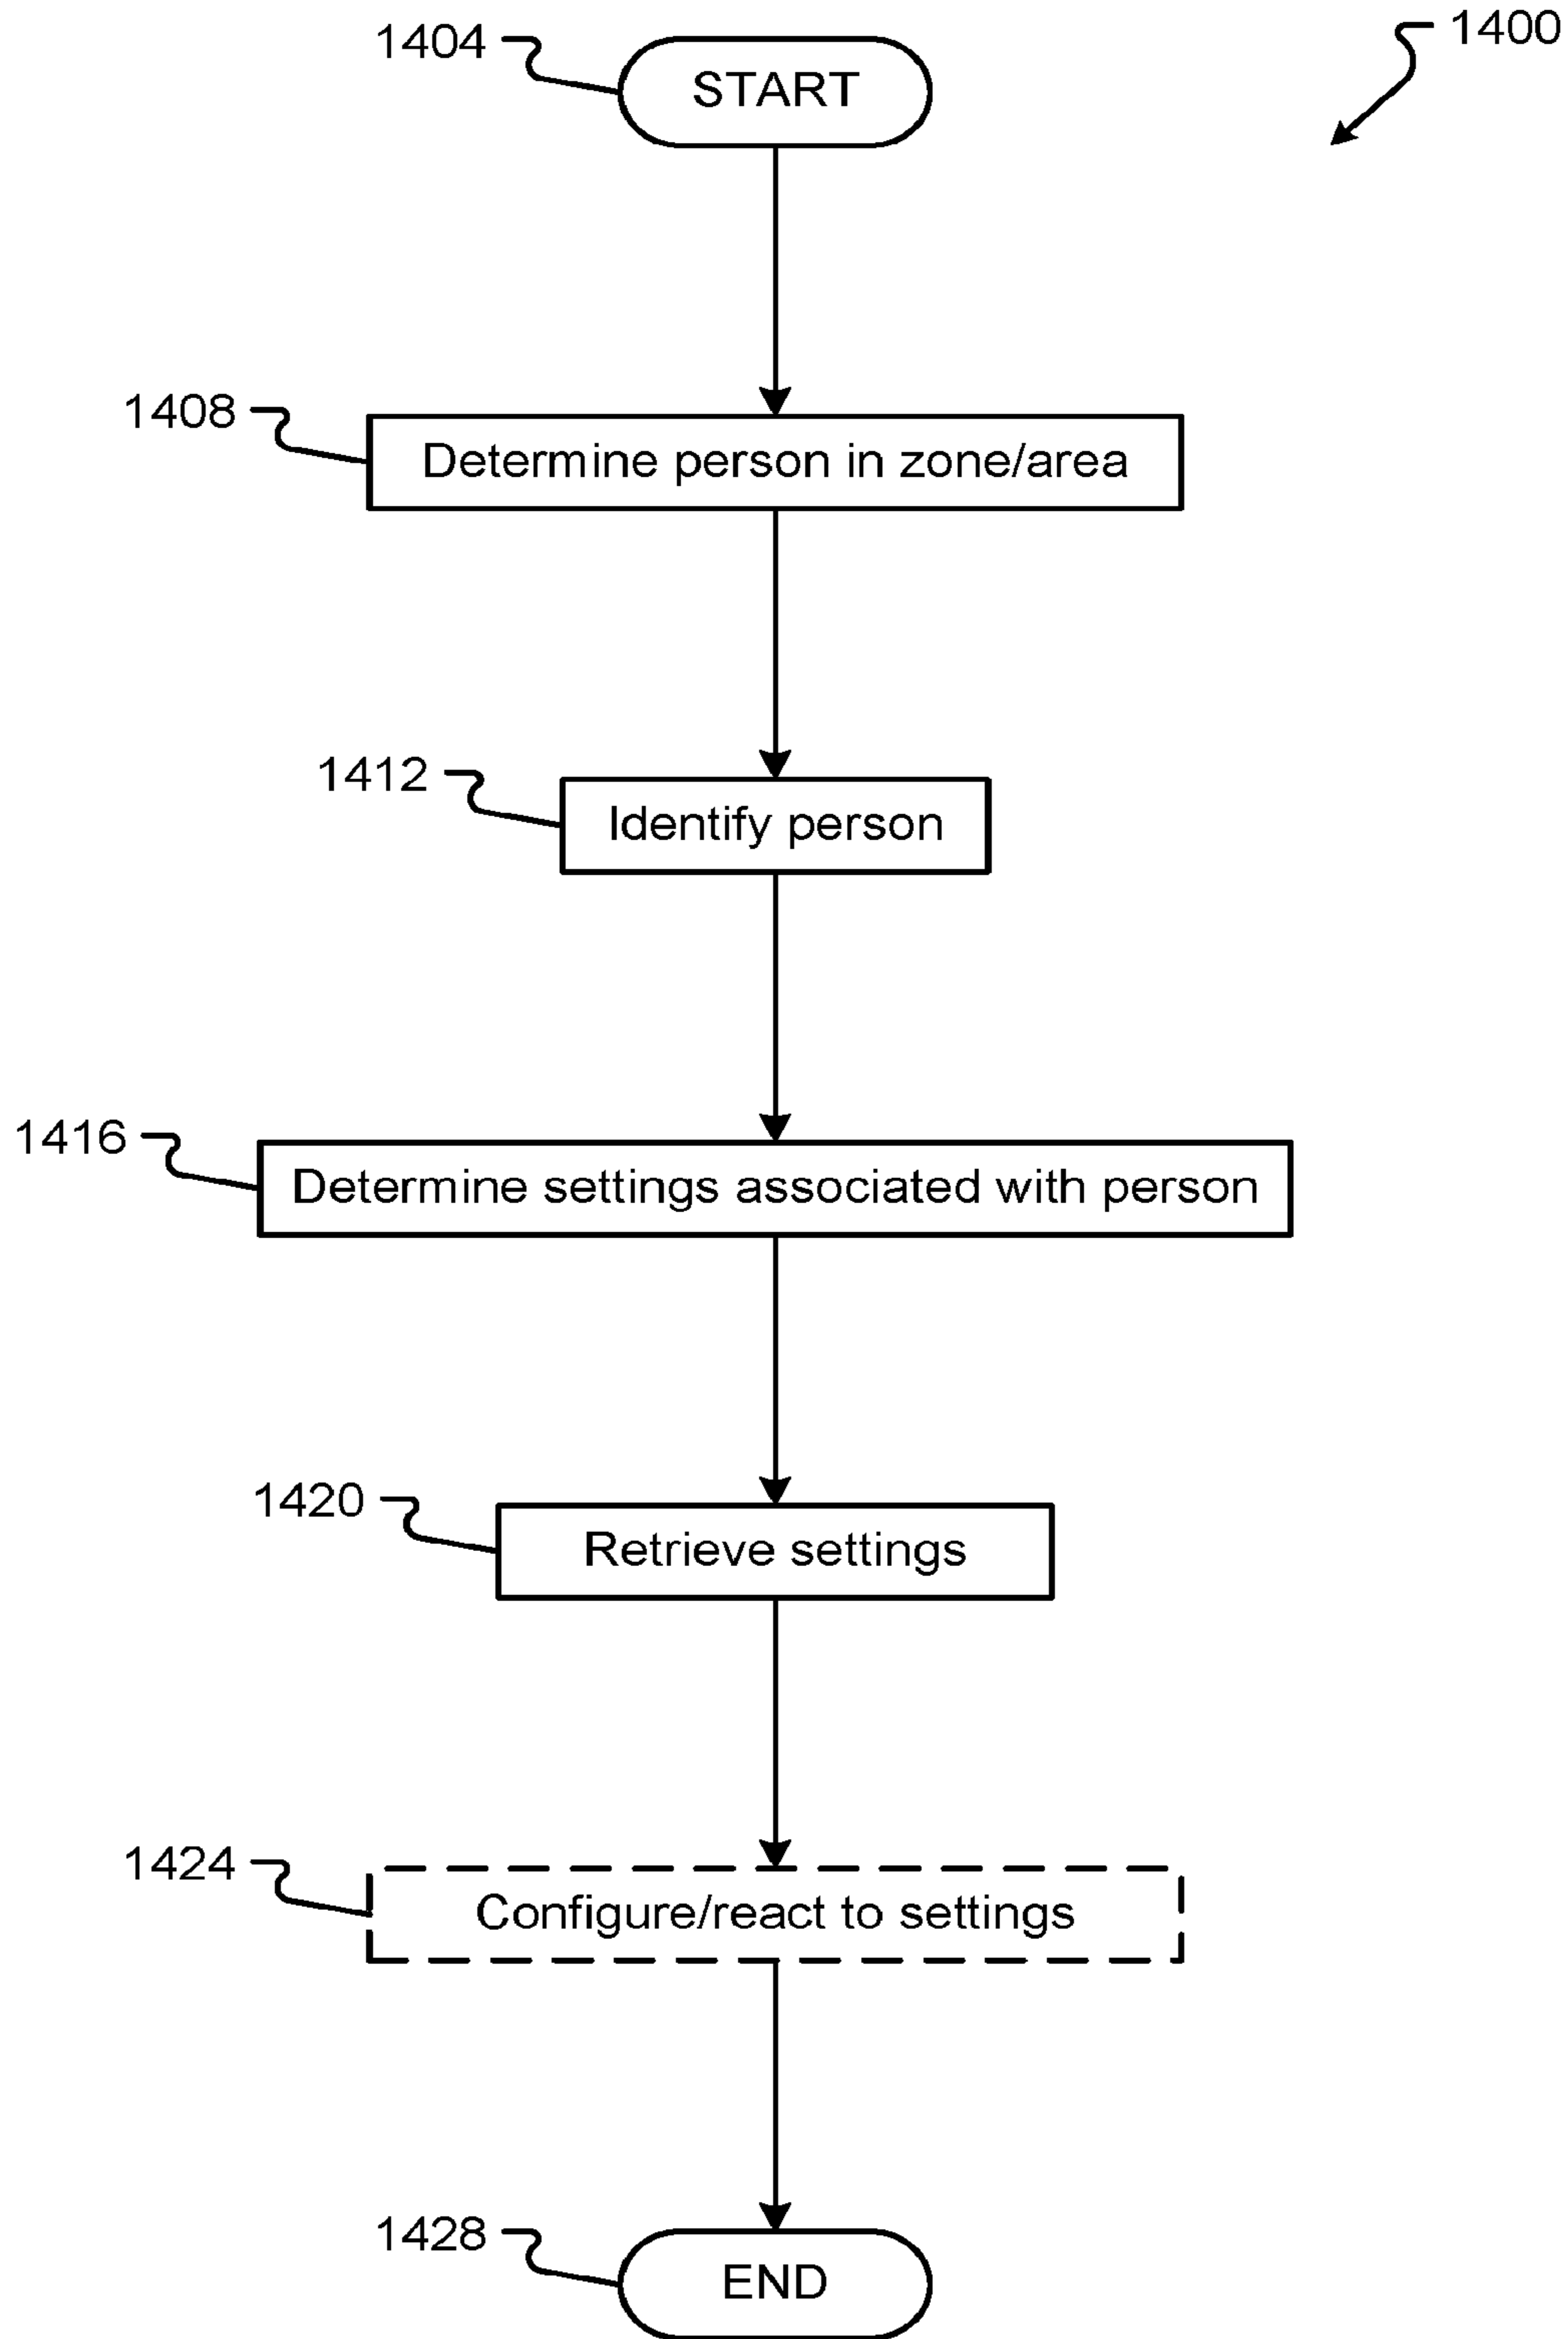 1400
1404
START
1408
Determine person in zone/area
1412
Identify person
1416
Determine settings associated with person
1420
Retrieve settings
1424
Configure/react to settings
1428
END